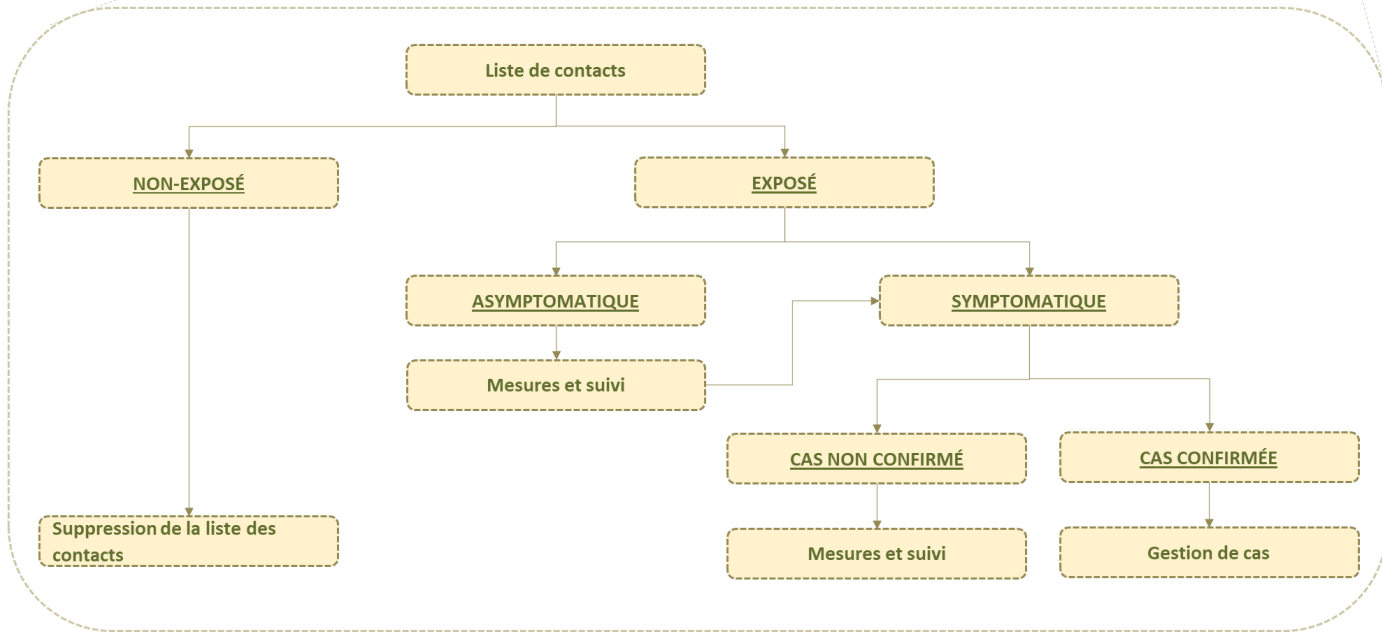 Liste de contacts
NON-EXPOSÉ
EXPOSÉ
ASYMPTOMATIQUE
SYMPTOMATIQUE
Mesures et suivi
CAS NON CONFIRMÉ
CAS CONFIRMÉE
Suppression de la liste des
contacts
Mesures et suivi
Gestion de cas